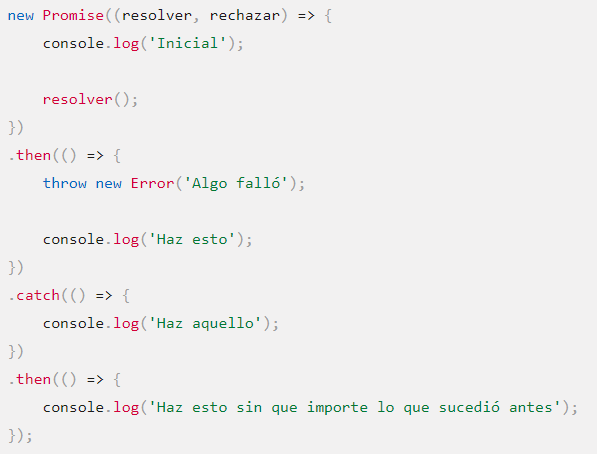 new Promise((resolver, rechazar) => {
    console.log('Inicial');

    resolver();
})
.then(() => {
    throw new Error('Algo falló');

    console.log('Haz esto');
})
.catch(() => {
    console.log('Haz aquello');
})
.then(() => {
    console.log('Haz esto sin que importe lo que sucedió antes');
});